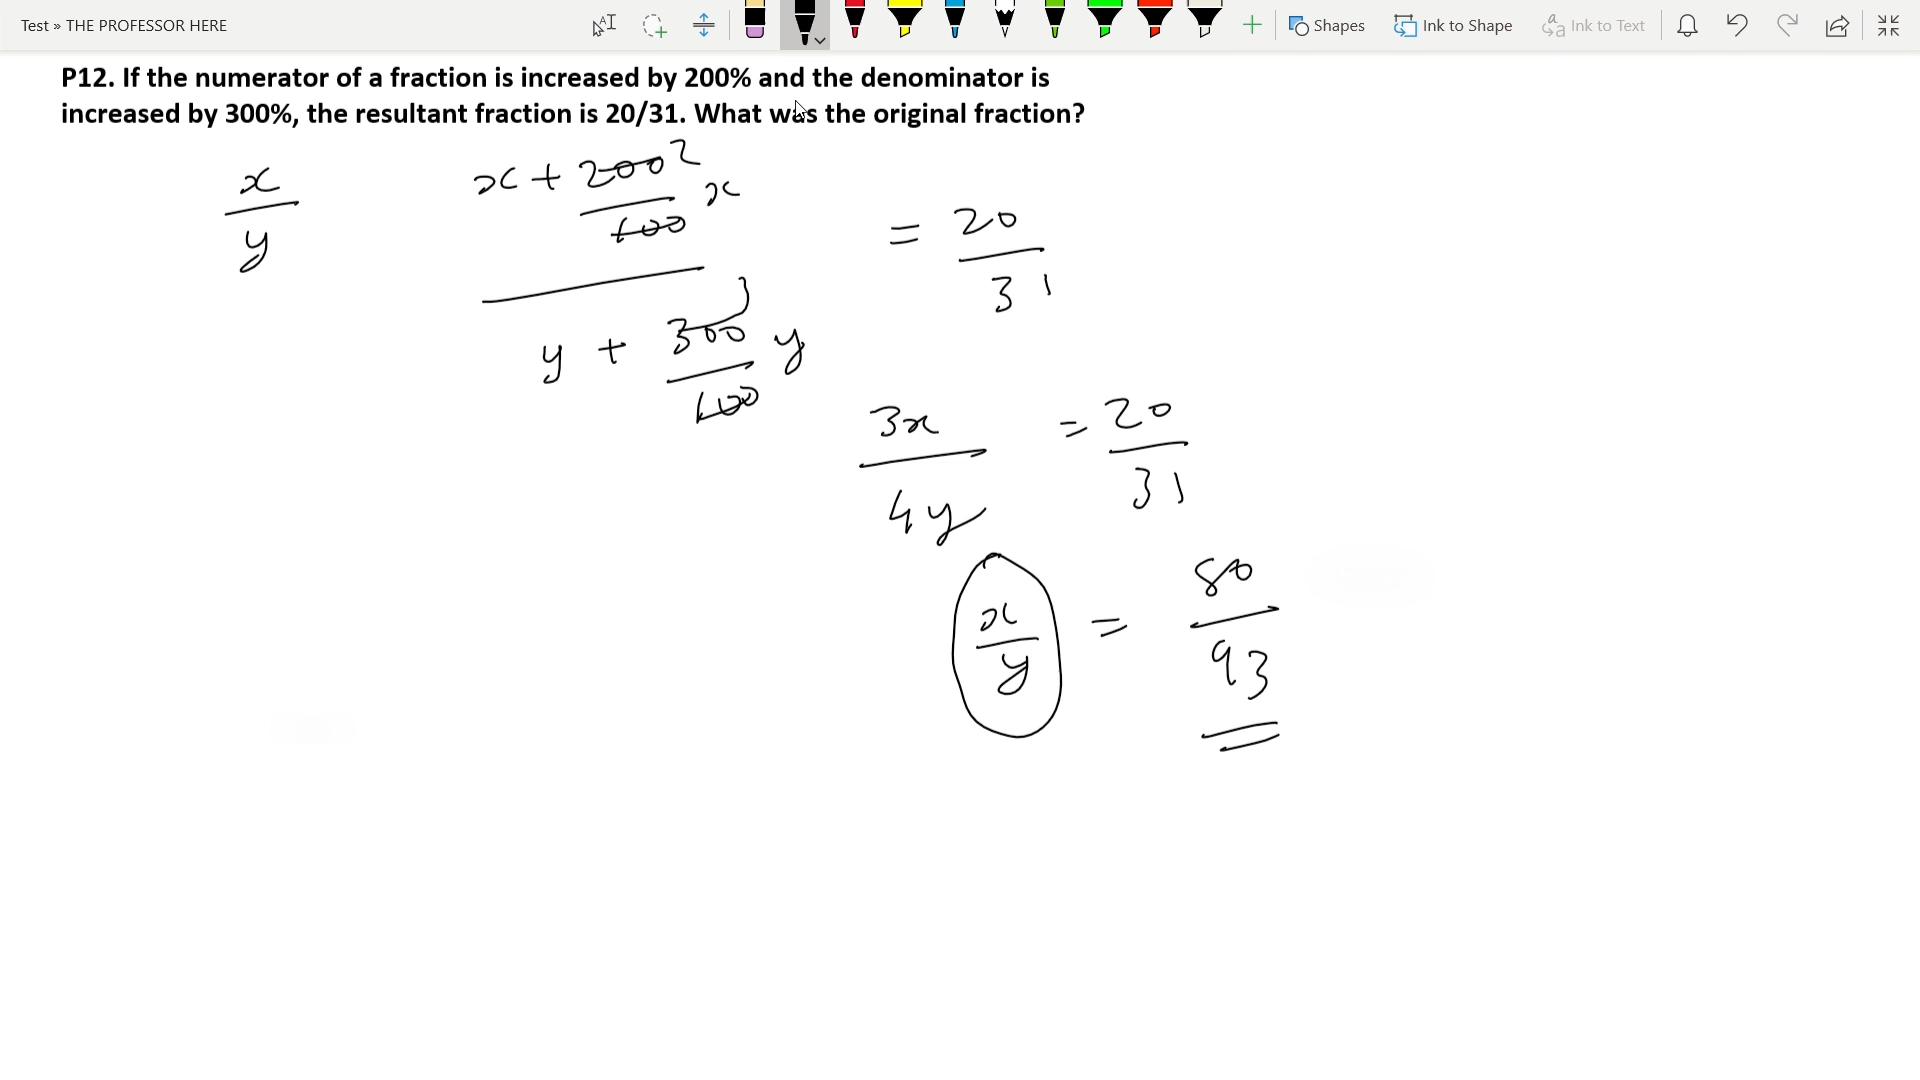 Test » THE PROFESSOR HERE
Shapes
Ink to Shape
Ink to Text
P12. If the numerator of a fraction is increased by 200% and the denominator is
increased by 300%, the resultant fraction is 20/31. What was the original fraction?
x/y
x + 200/100 x 2
y + 300/100 y 3
= 20/31
3x/4y = 20/31
x/y = 80/93